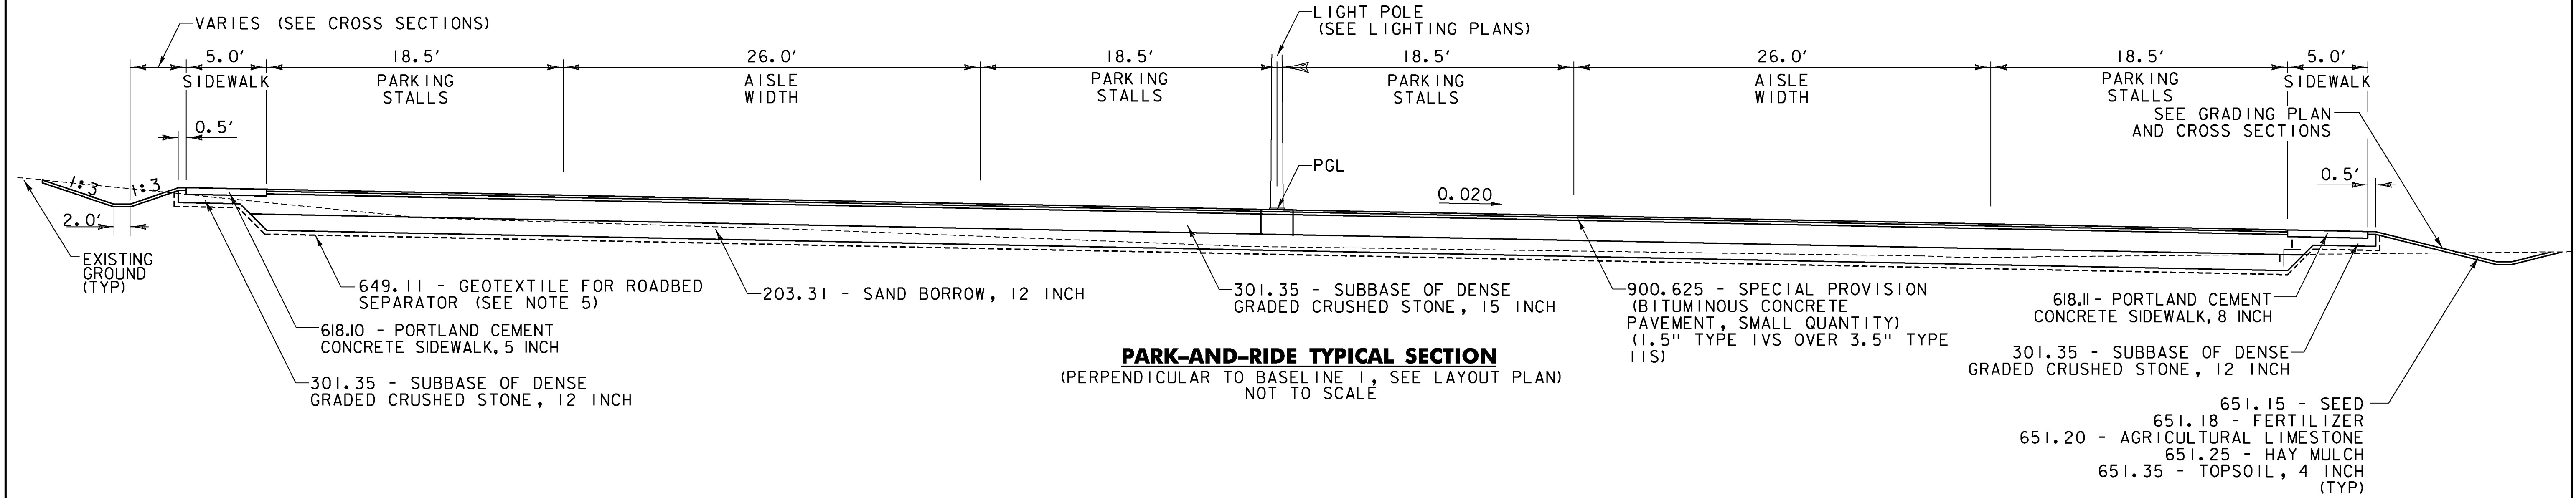 VARIES (SEE CROSS SECTIONS)
LIGHT POLE
(SEE LIGHTING PLANS)
5.0'
18.5'
26.0'
18.5'
18.5'
26.0'
18.5'
5.0'
SIDEWALK
PARKING
STALLS
AISLE
WIDTH
PARKING
STALLS
PARKING
STALLS
AISLE
WIDTH
PARKING
STALLS
SIDEWALK
SEE GRADING PLAN
AND CROSS SECTIONS
0.5'
PGL
0.5'
1:3
1:3
0.020
2.0'
EXISTING
GROUND
(TYP)
649.11 - GEOTEXTILE FOR ROADBED
SEPARATOR (SEE NOTE 5)
203.31 - SAND BORROW, 12 INCH
301.35 - SUBBASE OF DENSE
GRADED CRUSHED STONE, 15 INCH
900.625 - SPECIAL PROVISION
(BITUMINOUS CONCRETE
PAVEMENT, SMALL QUANTITY)
(1.5" TYPE IVS OVER 3.5" TYPE
IIS)
618.11 - PORTLAND CEMENT
CONCRETE SIDEWALK, 8 INCH
618.10 - PORTLAND CEMENT
CONCRETE SIDEWALK, 5 INCH
301.35 - SUBBASE OF DENSE
GRADED CRUSHED STONE, 12 INCH
301.35 - SUBBASE OF DENSE
GRADED CRUSHED STONE, 12 INCH
PARK-AND-RIDE TYPICAL SECTION
(PERPENDICULAR TO BASELINE 1, SEE LAYOUT PLAN)
NOT TO SCALE
651.15 - SEED
651.18 - FERTILIZER
651.20 - AGRICULTURAL LIMESTONE
651.25 - HAY MULCH
651.35 - TOPSOIL, 4 INCH
(TYP)